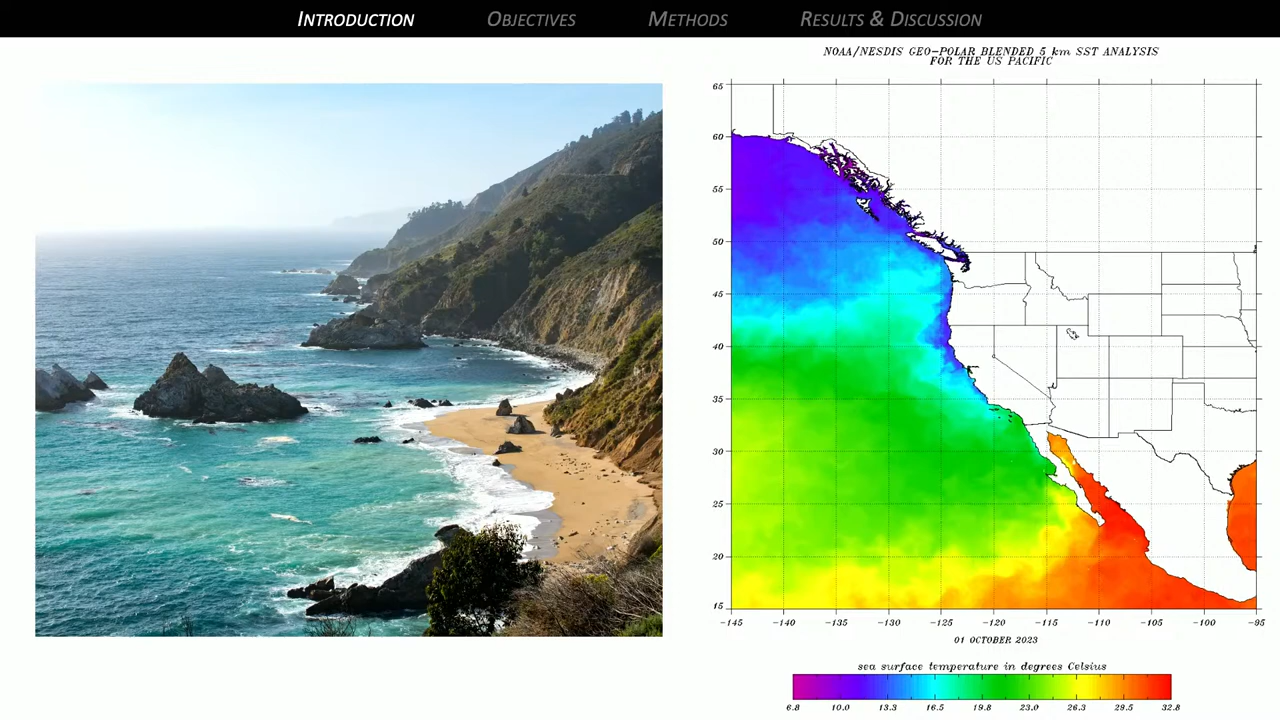 INTRODUCTION OBJECTIVES METHODS RESULTS & DISCUSSION
NOAA/NESDIS GEO-POLAR BLENDED 5 km SST ANALYSIS
FOR THE US PACIFIC
65
60
55
50
45
40
35
30
25
20
15
-145 -140 -135 -130 -125 -120 -115 -110 -105 -100 -95
01 OCTOBER 2023
sea surface temperature in degrees Celsius
6.8 10.0 13.3 16.5 19.8 23.0 26.3 29.5 32.8